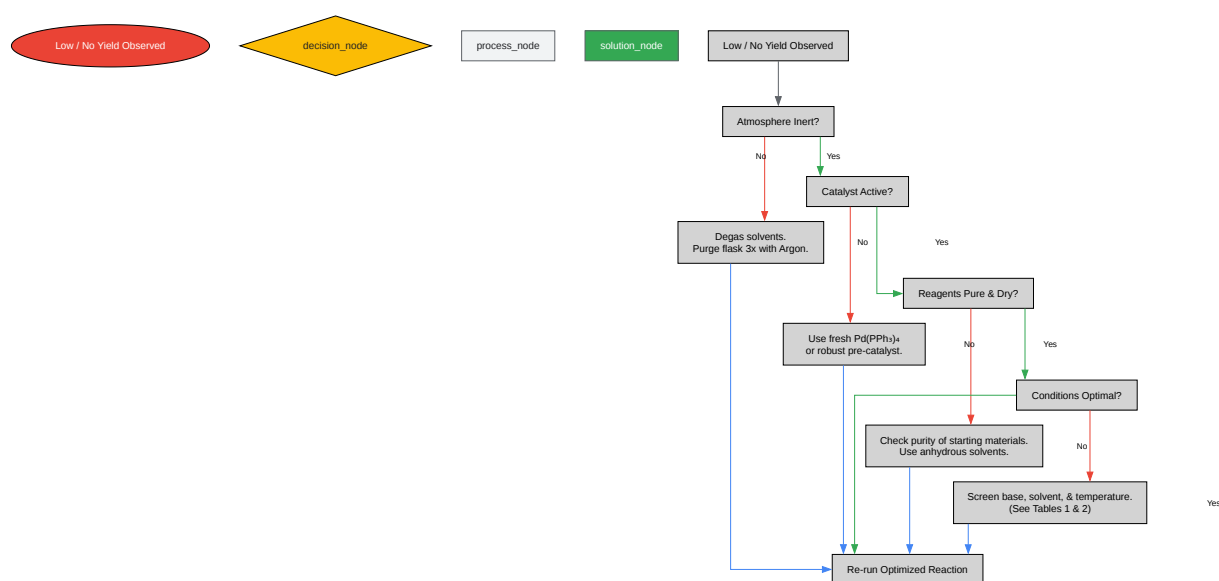 Low / No Yield Observed
decision_node
process_node
solution_node
Low / No Yield Observed
Atmosphere Inert?
No
Yes
Catalyst Active?
Degas solvents.
Purge flask 3x with Argon.
No
Yes
Reagents Pure & Dry?
Use fresh Pd(PPh₃)₄
or robust pre-catalyst.
No
Yes
Conditions Optimal?
Check purity of starting materials.
Use anhydrous solvents.
No
Screen base, solvent, & temperature.
(See Tables 1 & 2)
Yes
Re-run Optimized Reaction